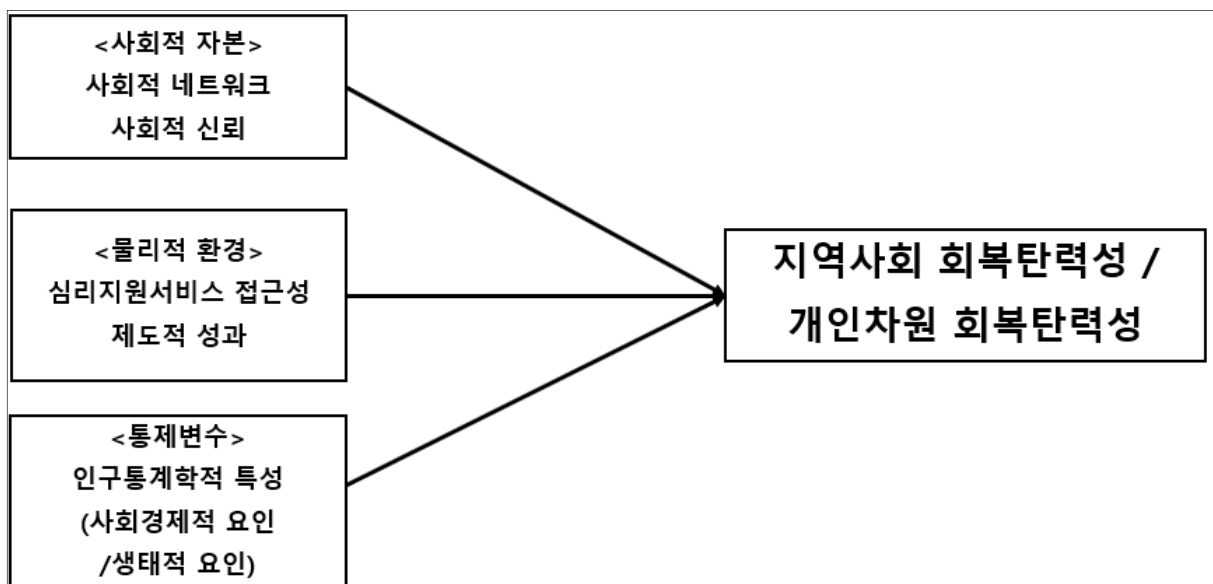 <사회적 자본>
사회적 네트워크
사회적 신뢰
<물리적 환경>
심리지원서비스 접근성
제도적 성과
<통제변수>
인구통계학적 특성
(사회경제적 요인
/생태적 요인)
지역사회 회복탄력성 /
개인차원 회복탄력성